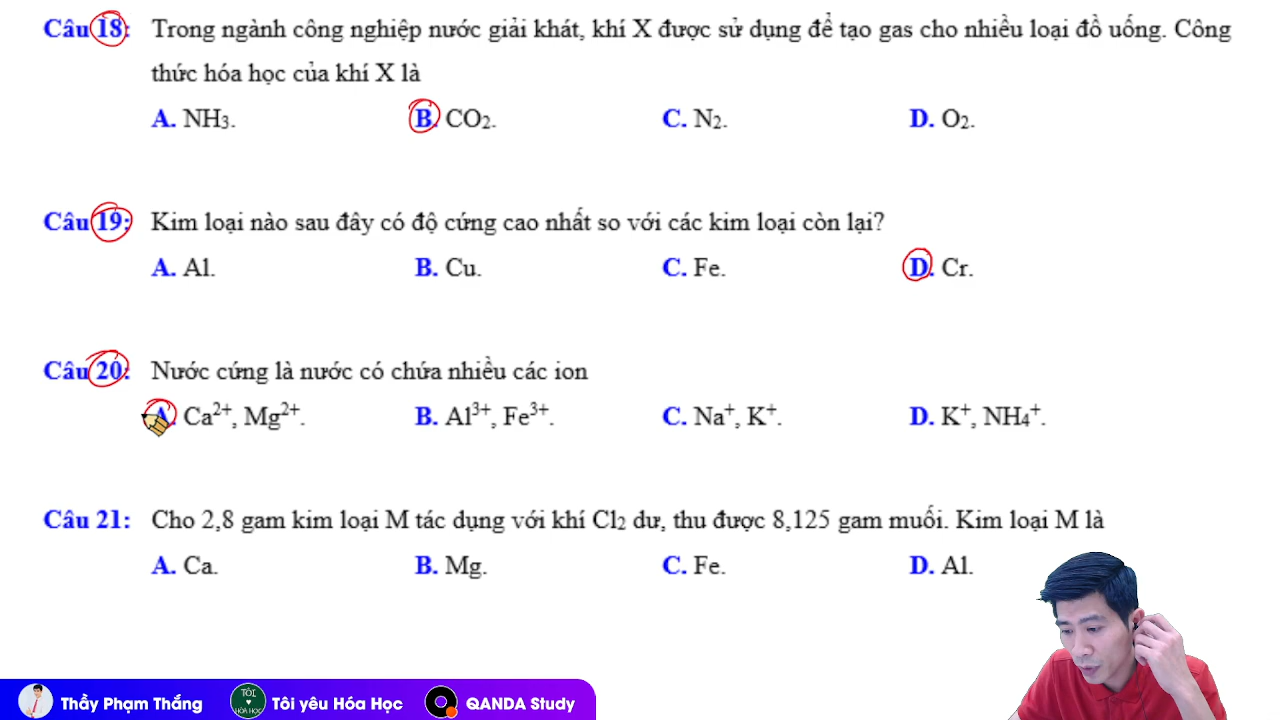 Câu 18: Trong ngành công nghiệp nước giải khát, khí X được sử dụng để tạo gas cho nhiều loại đồ uống. Công
thức hóa học của khí X là
A. NH₃. B. CO₂. C. N₂. D. O₂.
Câu 19: Kim loại nào sau đây có độ cứng cao nhất so với các kim loại còn lại?
A. Al. B. Cu. C. Fe. D. Cr.
Câu 20: Nước cứng là nước có chứa nhiều các ion
A. Ca²⁺, Mg²⁺. B. Al³⁺, Fe³⁺. C. Na⁺, K⁺. D. K⁺, NH₄⁺.
Câu 21: Cho 2,8 gam kim loại M tác dụng với khí Cl₂ dư, thu được 8,125 gam muối. Kim loại M là
A. Ca. B. Mg. C. Fe. D. Al.
Thầy Phạm Thắng TÔI HÓA HỌC Tôi yêu Hóa Học QANDA Study